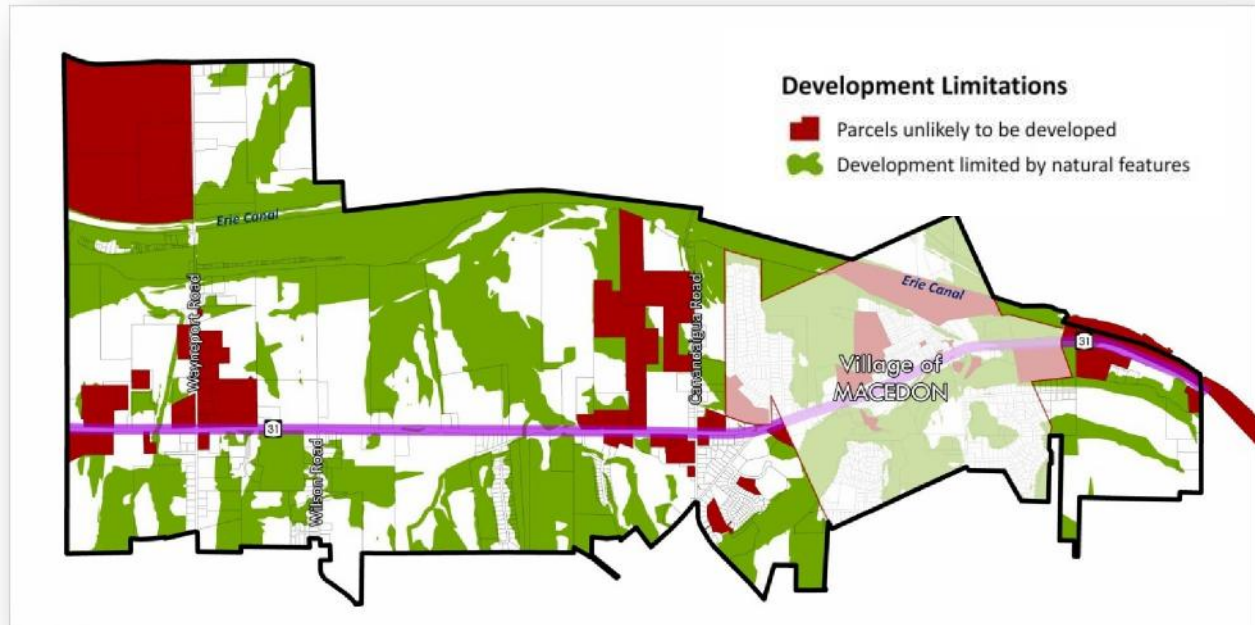 Development Limitations
Parcels unlikely to be developed
Development limited by natural features
Erie Canal
Erie Canal
Wayneport Road
Canandaigua Road
31
Village of
MACEDON
31
Wilson Road